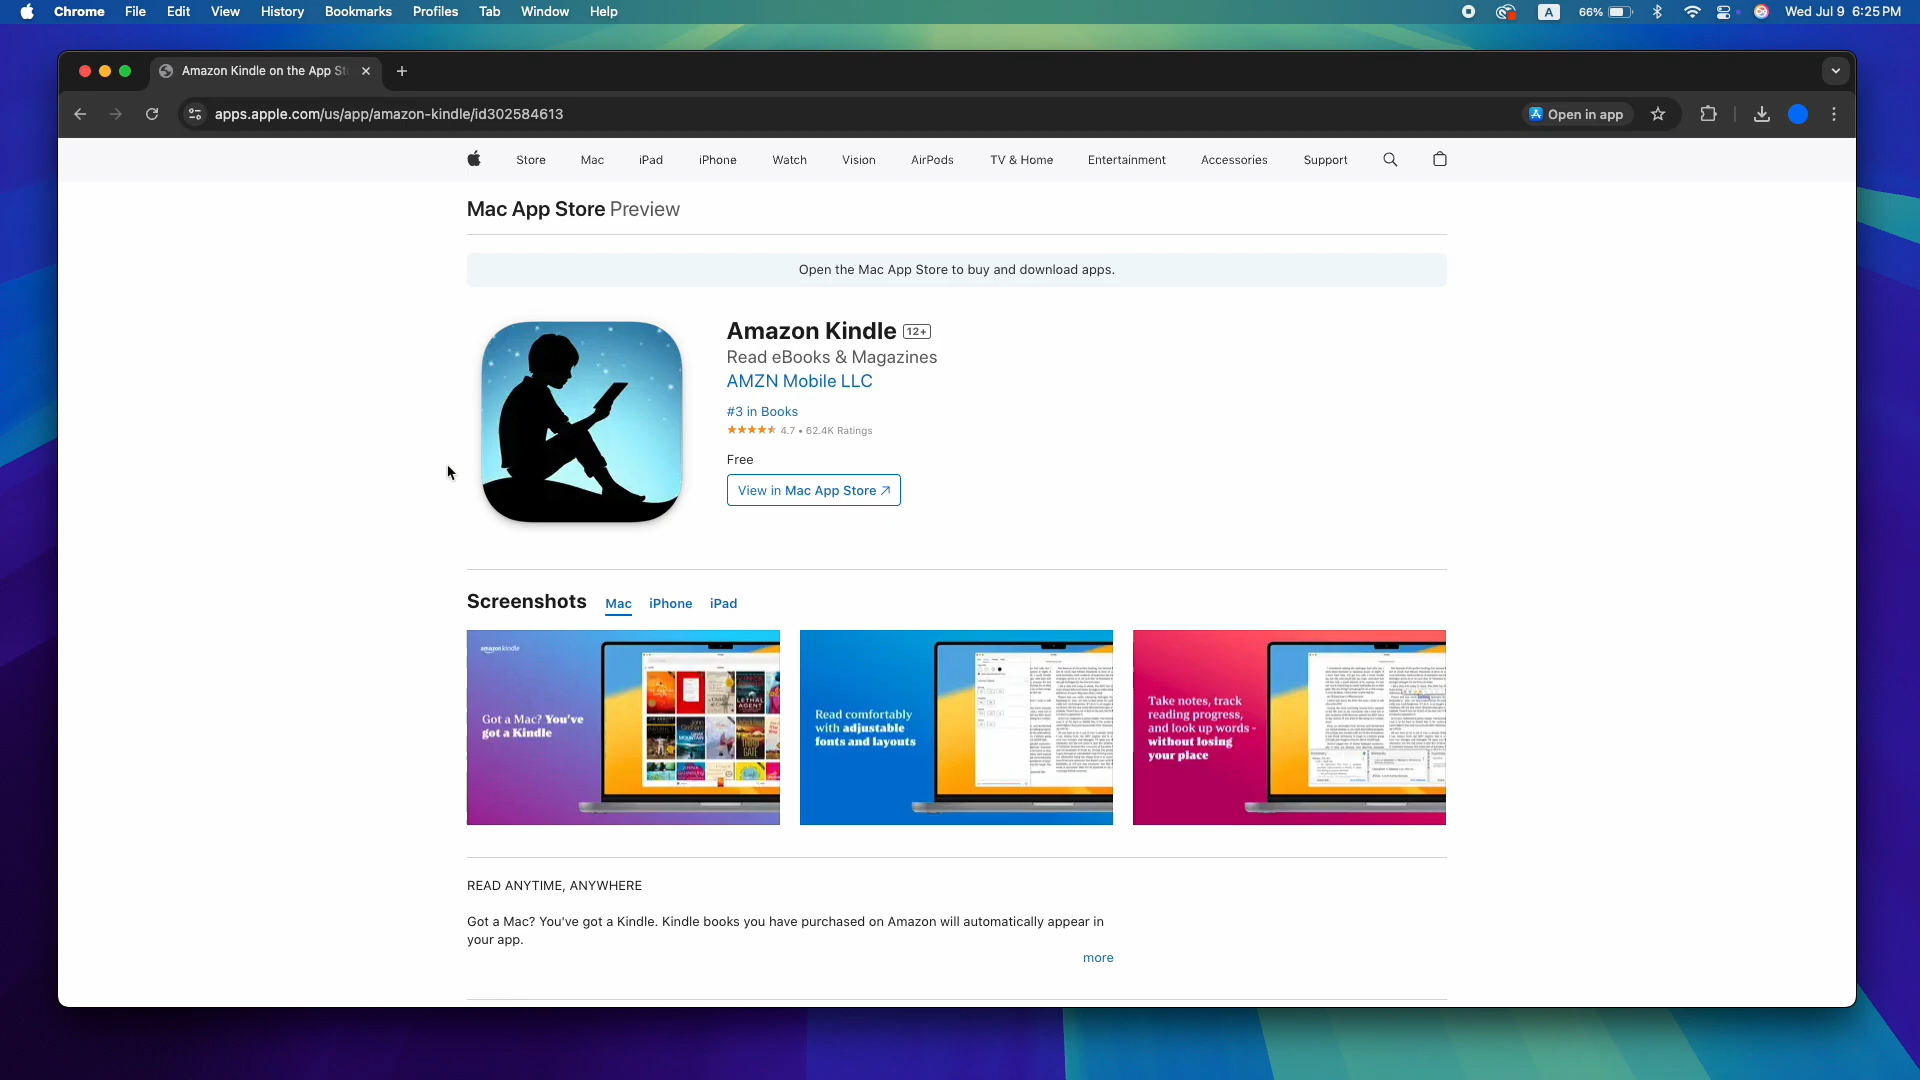 Chrome File Edit View History Bookmarks Profiles Tab Window Help A 66% Wed Jul 9 6:25 PM
Amazon Kindle on the App St
apps.apple.com/us/app/amazon-kindle/id302584613 Open in app
Store Mac iPad iPhone Watch Vision AirPods TV & Home Entertainment Accessories Support
Mac App Store Preview
Open the Mac App Store to buy and download apps.
Amazon Kindle 12+
Read eBooks & Magazines
AMZN Mobile LLC
#3 in Books
4.7 • 62.4K Ratings
Free
View in Mac App Store
Screenshots Mac iPhone iPad
amazon kindle
Got a Mac? You've
got a Kindle
Read comfortably
with adjustable
fonts and layouts
Take notes, track
reading progress,
and look up words -
without losing
your place
READ ANYTIME, ANYWHERE
Got a Mac? You've got a Kindle. Kindle books you have purchased on Amazon will automatically appear in
your app.
more